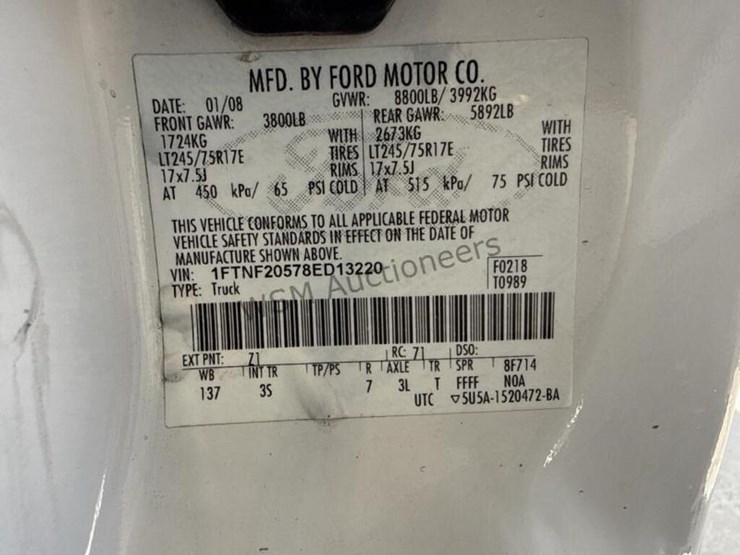 MFD. BY FORD MOTOR CO.
DATE: 01/08 GVWR: 8800LB/ 3992KG
FRONT GAWR: 3800LB REAR GAWR: 5892LB
1724KG WITH 2673KG WITH
LT245/75R17E TIRES LT245/75R17E TIRES
17x7.5J RIMS 17x7.5J RIMS
AT 450 kPa/ 65 PSI COLD AT 515 kPa/ 75 PSI COLD
THIS VEHICLE CONFORMS TO ALL APPLICABLE FEDERAL MOTOR
VEHICLE SAFETY STANDARDS IN EFFECT ON THE DATE OF
MANUFACTURE SHOWN ABOVE.
VIN: 1FTNF20578ED13220 F0218
TYPE: Truck T0989
WSM Auctioneers
EXT PNT: Z1 RC: 71 DSO:
WB INT TR TP/PS R AXLE TR SPR 8F714
137 3S 7 3L T FFFF NOA
UTC ▽5U5A-1520472-BA
Ford